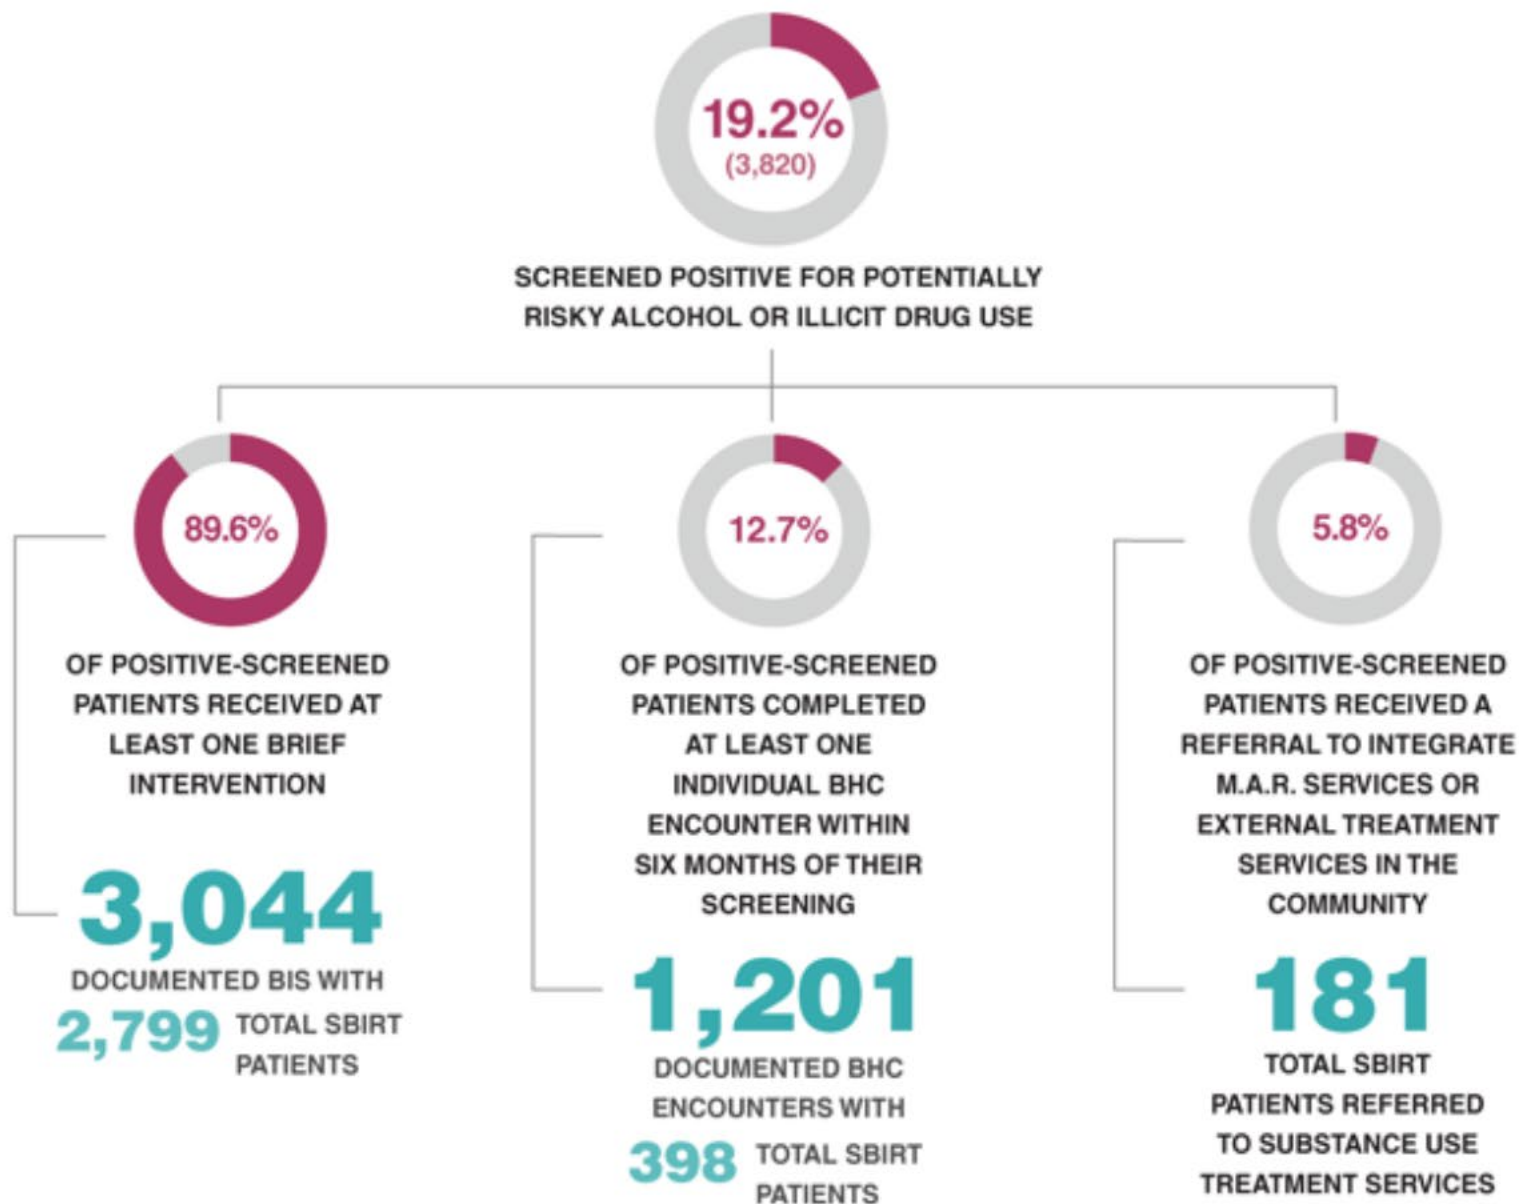 19.2%
(3,820)
SCREENED POSITIVE FOR POTENTIALLY
RISKY ALCOHOL OR ILLICIT DRUG USE
89.6%
OF POSITIVE-SCREENED
PATIENTS RECEIVED AT
LEAST ONE BRIEF
INTERVENTION
3,044
DOCUMENTED BIS WITH
2,799 TOTAL SBIRT
PATIENTS
12.7%
OF POSITIVE-SCREENED
PATIENTS COMPLETED
AT LEAST ONE
INDIVIDUAL BHC
ENCOUNTER WITHIN
SIX MONTHS OF THEIR
SCREENING
1,201
DOCUMENTED BHC
ENCOUNTERS WITH
398 TOTAL SBIRT
PATIENTS
5.8%
OF POSITIVE-SCREENED
PATIENTS RECEIVED A
REFERRAL TO INTEGRATE
M.A.R. SERVICES OR
EXTERNAL TREATMENT
SERVICES IN THE
COMMUNITY
181
TOTAL SBIRT
PATIENTS REFERRED
TO SUBSTANCE USE
TREATMENT SERVICES